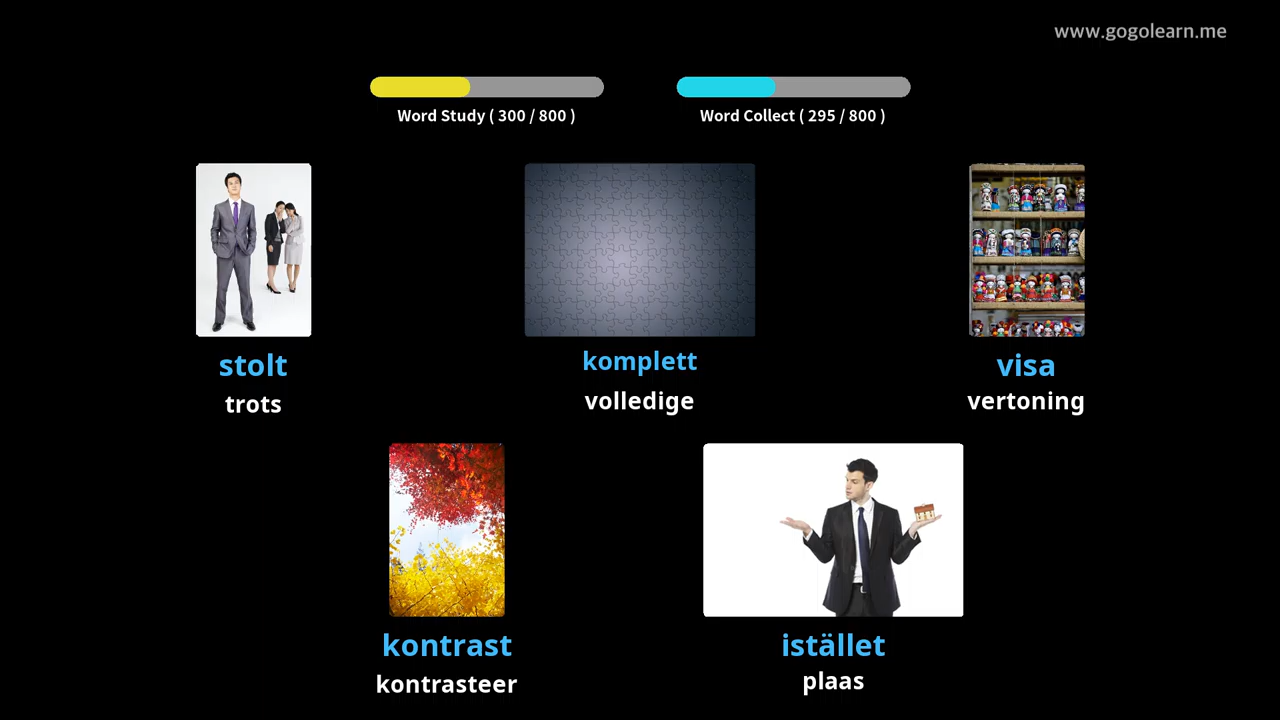 www.gogolearn.me
Word Study ( 300 / 800 )
Word Collect ( 295 / 800 )
stolt
trots
komplett
volledige
visa
vertoning
kontrast
kontrasteer
istället
plaas